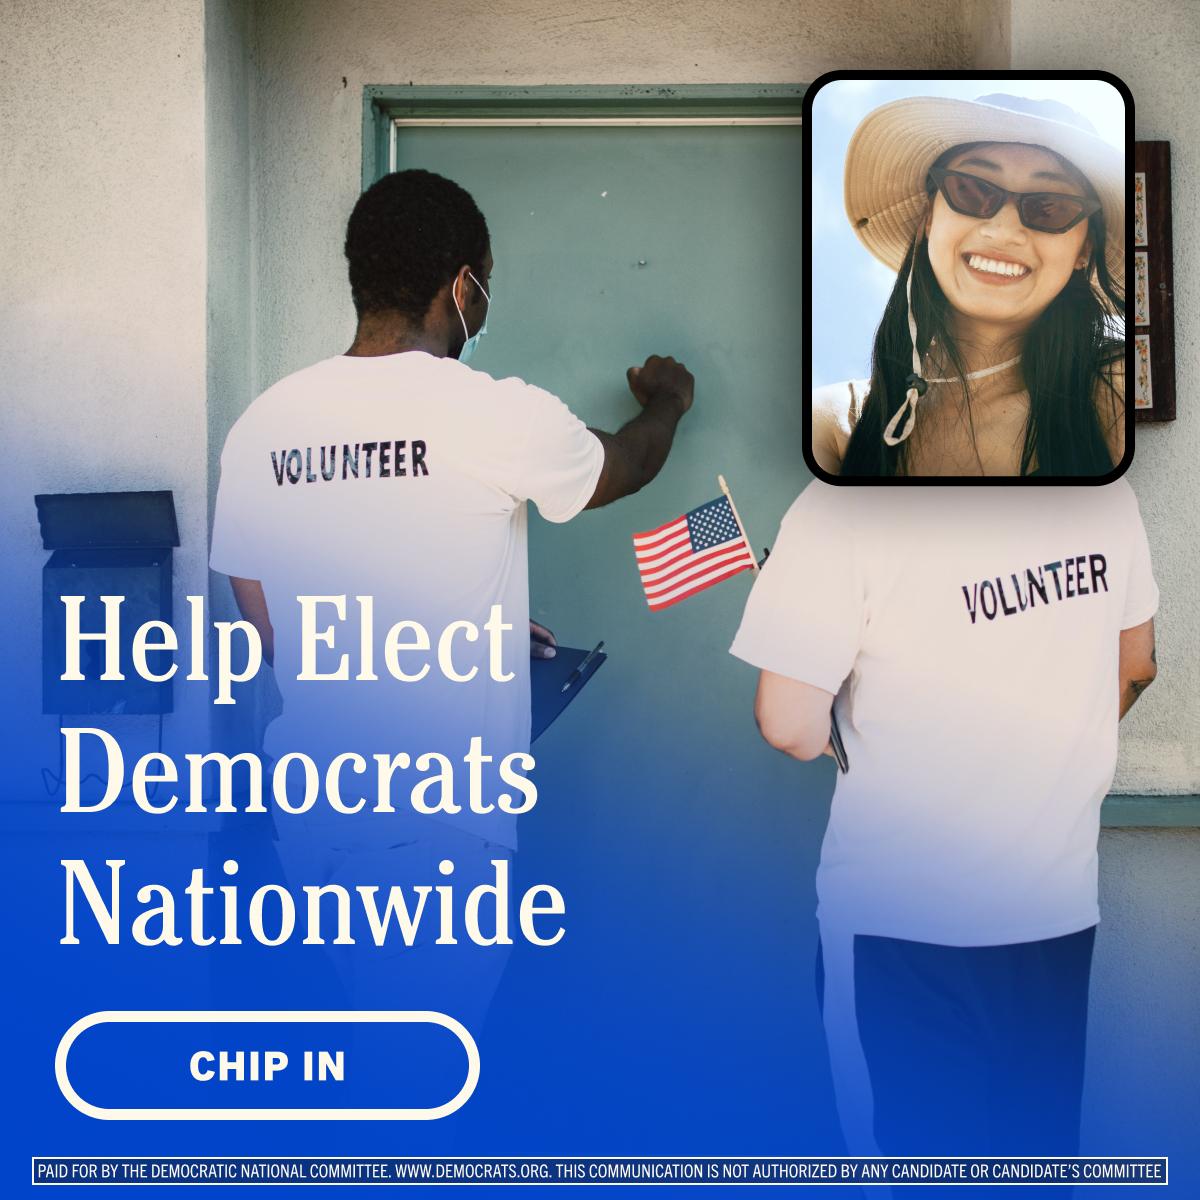 VOLUNTEER
VOLUNTEER
Help Elect
Democrats
Nationwide
CHIP IN
PAID FOR BY THE DEMOCRATIC NATIONAL COMMITTEE. WWW.DEMOCRATS.ORG. THIS COMMUNICATION IS NOT AUTHORIZED BY ANY CANDIDATE OR CANDIDATE'S COMMITTEE